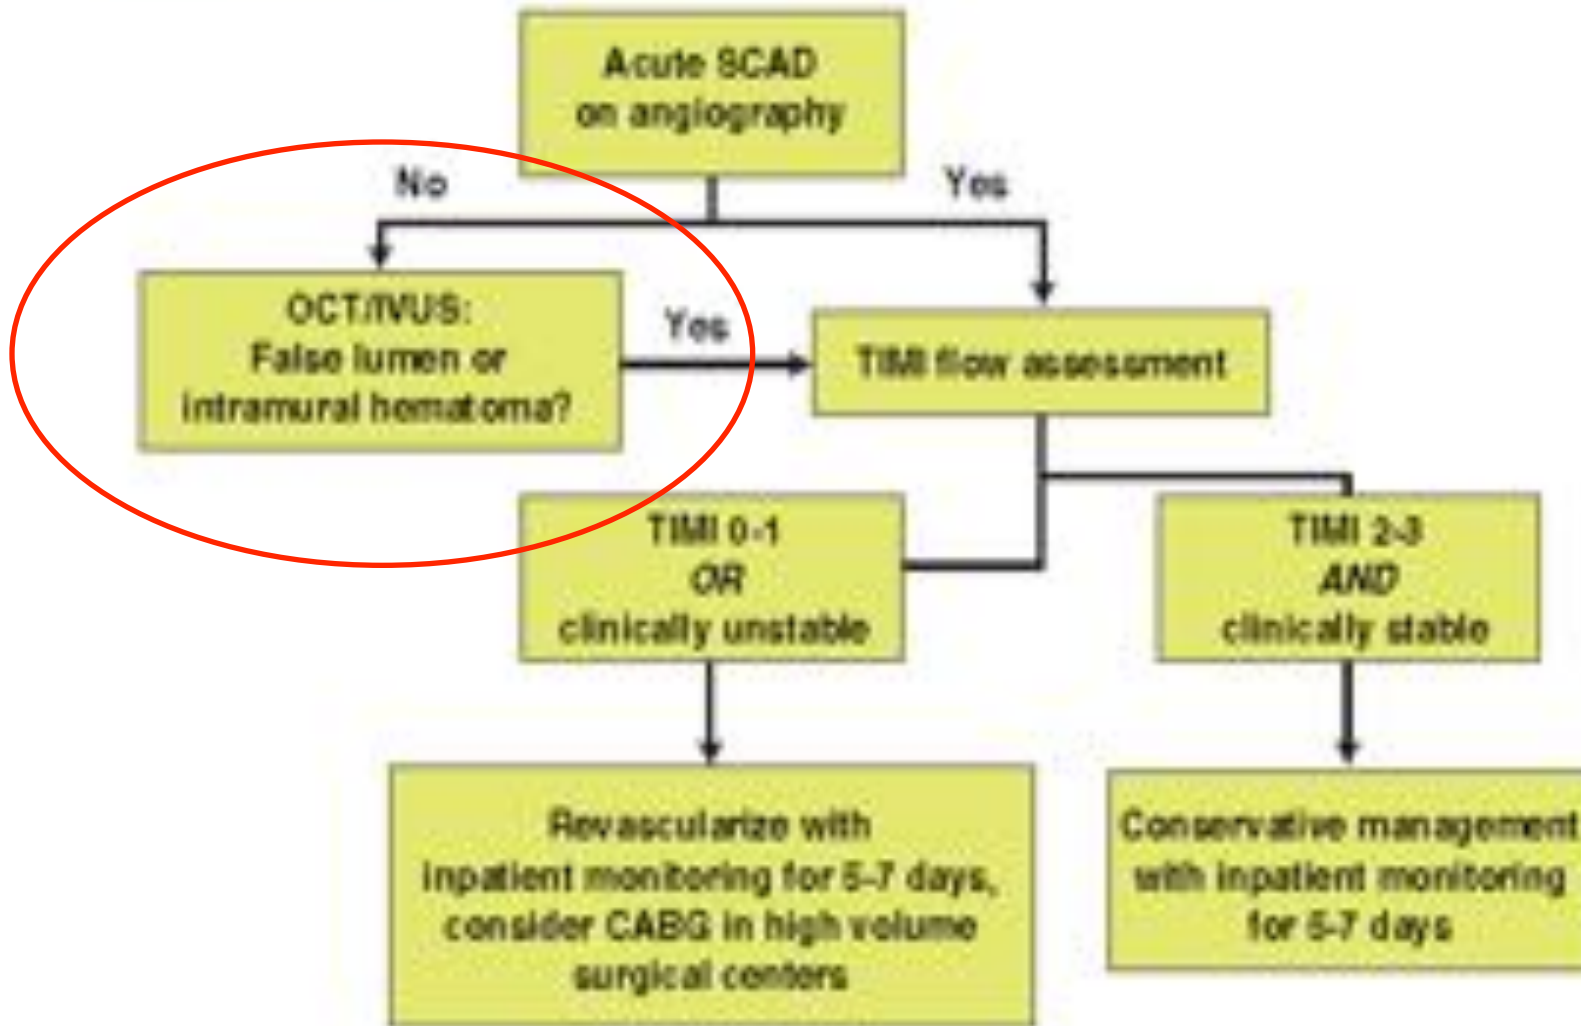 Acute SCAD
on angiography
No
Yes
OCT/IVUS:
False lumen or
intramural hematoma?
Yes
TIMI flow assessment
TIMI 0-1
OR
clinically unstable
TIMI 2-3
AND
clinically stable
Revascularize with
inpatient monitoring for 5-7 days,
consider CABG in high volume
surgical centers
Conservative management
with inpatient monitoring
for 5-7 days